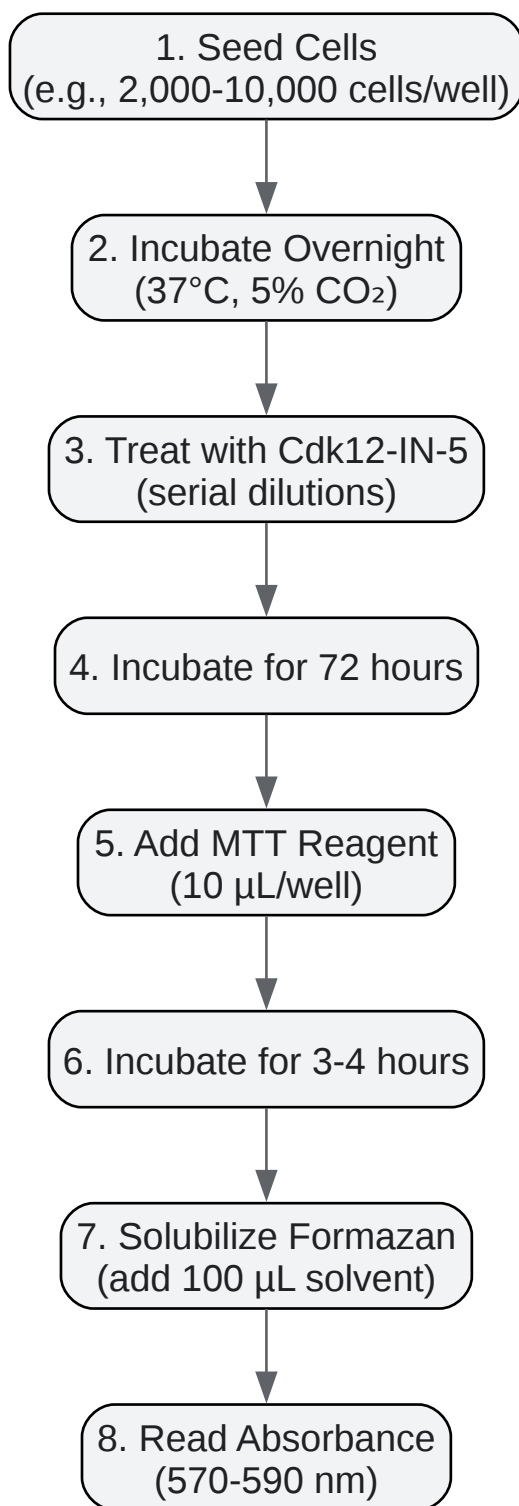 1. Seed Cells
(e.g., 2,000-10,000 cells/well)
2. Incubate Overnight
(37°C, 5% CO₂)
3. Treat with Cdk12-IN-5
(serial dilutions)
4. Incubate for 72 hours
5. Add MTT Reagent
(10 µL/well)
6. Incubate for 3-4 hours
7. Solubilize Formazan
(add 100 µL solvent)
8. Read Absorbance
(570-590 nm)